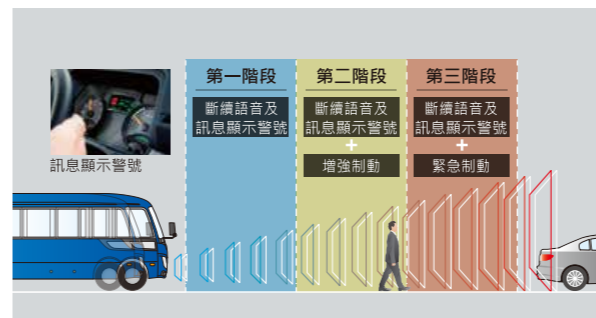 第一階段
斷續語音及
訊息顯示警號
第二階段
斷續語音及
訊息顯示警號
+
增強制動
第三階段
斷續語音及
訊息顯示警號
+
緊急制動
訊息顯示警號